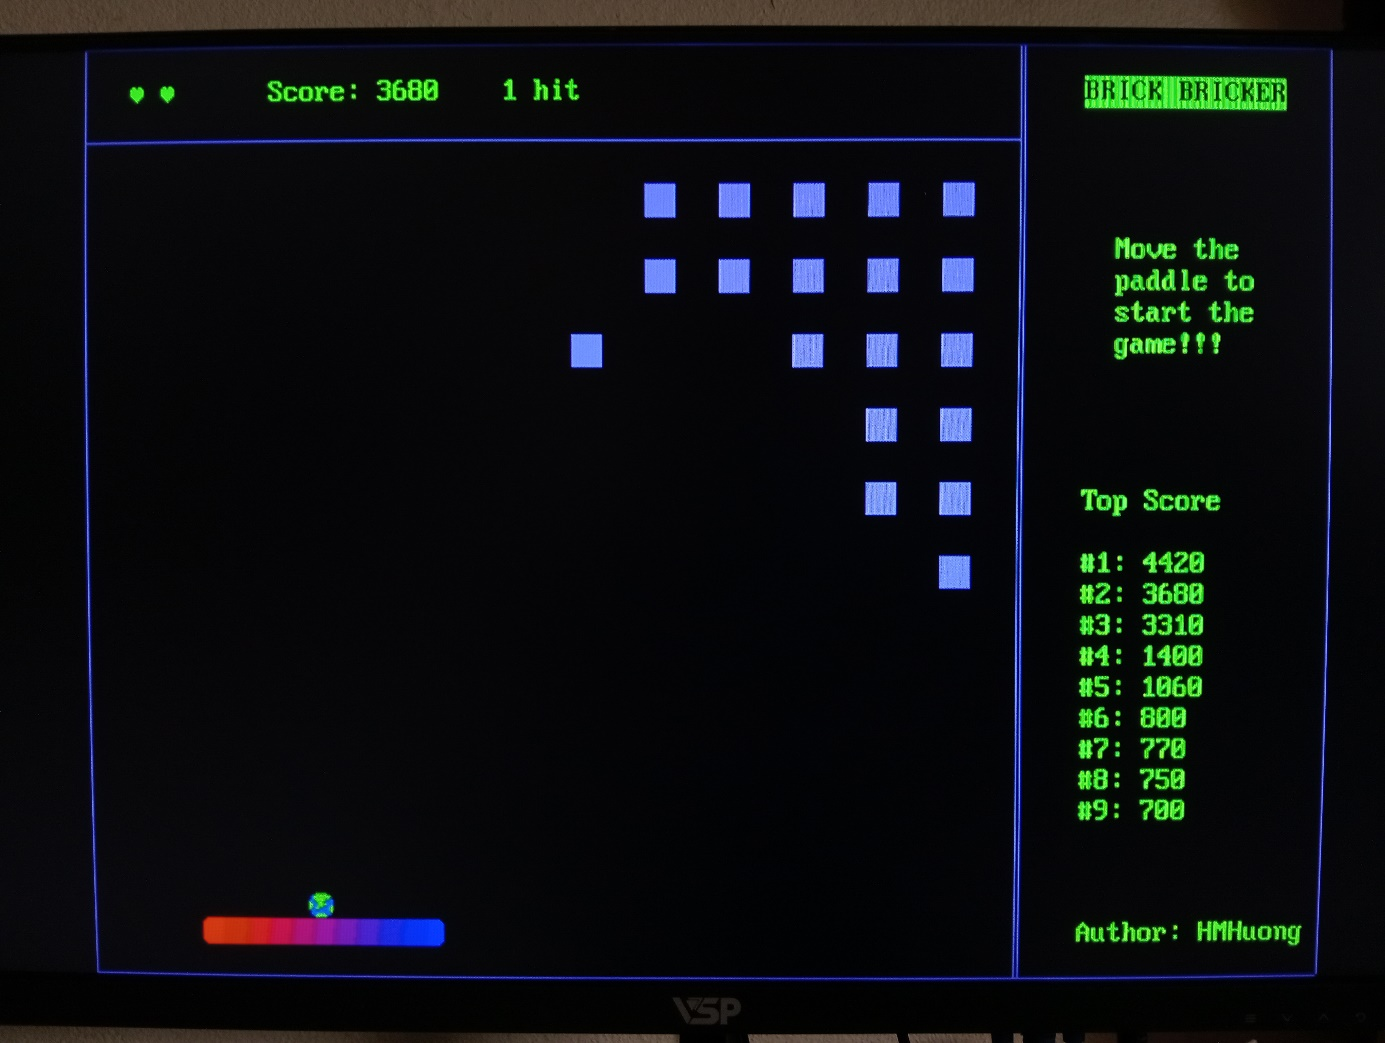 Score: 3680 1 hit
BRICK BRICKER
Move the
paddle to
start the
game!!!
Top Score
#1: 4420
#2: 3680
#3: 3310
#4: 1400
#5: 1060
#6: 800
#7: 770
#8: 750
#9: 700
Author: HMHuong
VSP